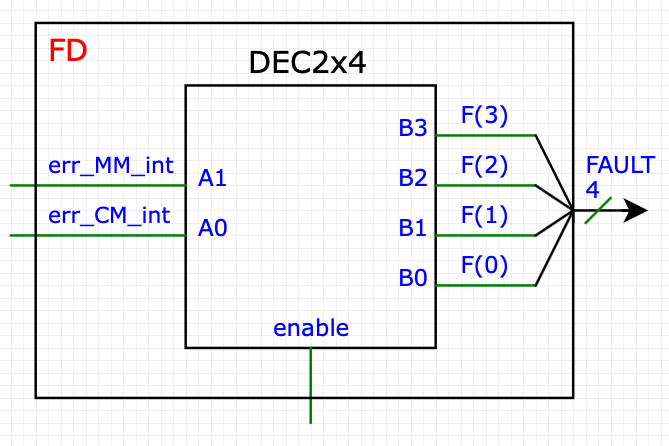 FD
DEC2x4
err_MM_int
err_CM_int
A1
A0
B3
B2
B1
B0
enable
F(3)
F(2)
F(1)
F(0)
FAULT
4